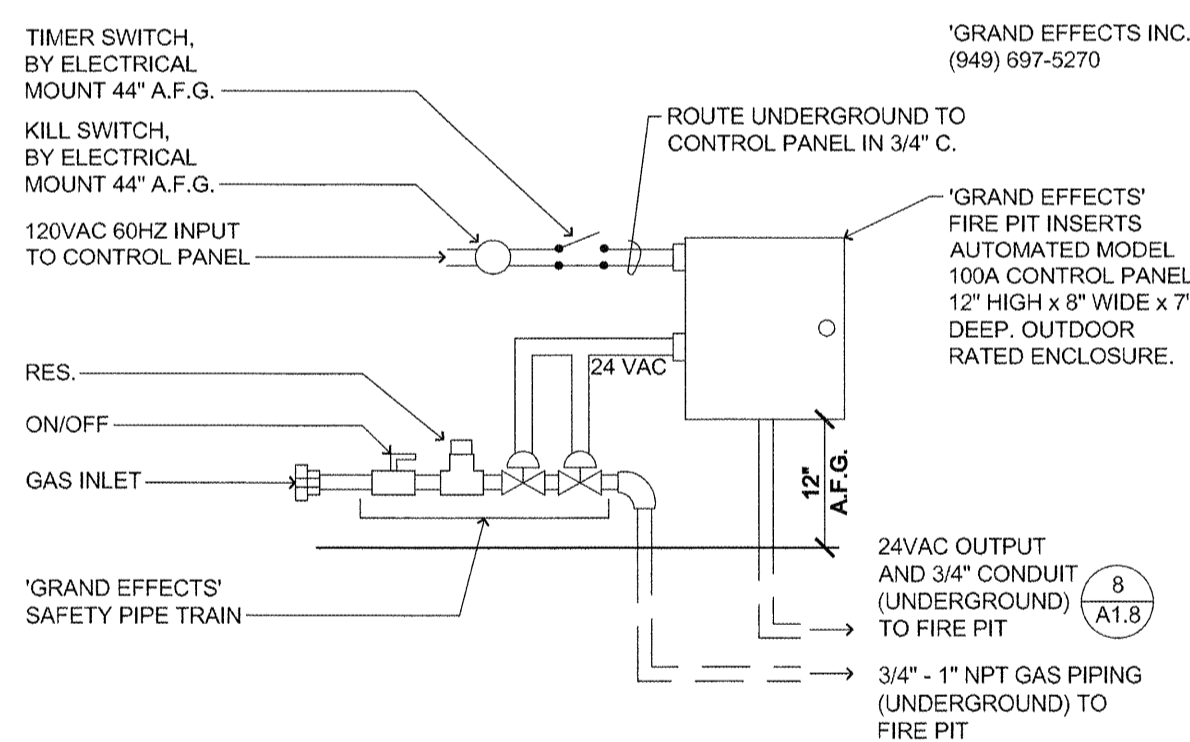 TIMER SWITCH,
BY ELECTRICAL
MOUNT 44" A.F.G.
KILL SWITCH,
BY ELECTRICAL
MOUNT 44" A.F.G.
120VAC 60HZ INPUT
TO CONTROL PANEL
'GRAND EFFECTS INC.
(949) 697-5270
ROUTE UNDERGROUND TO
CONTROL PANEL IN 3/4" C.
'GRAND EFFECTS'
FIRE PIT INSERTS
AUTOMATED MODEL
100A CONTROL PANEL
12" HIGH x 8" WIDE x 7'
DEEP. OUTDOOR
RATED ENCLOSURE.
24 VAC
RES.
ON/OFF
GAS INLET
12"
A.F.G.
'GRAND EFFECTS'
SAFETY PIPE TRAIN
24VAC OUTPUT
AND 3/4" CONDUIT
(UNDERGROUND)
TO FIRE PIT
8
A1.8
3/4" - 1" NPT GAS PIPING
(UNDERGROUND) TO
FIRE PIT